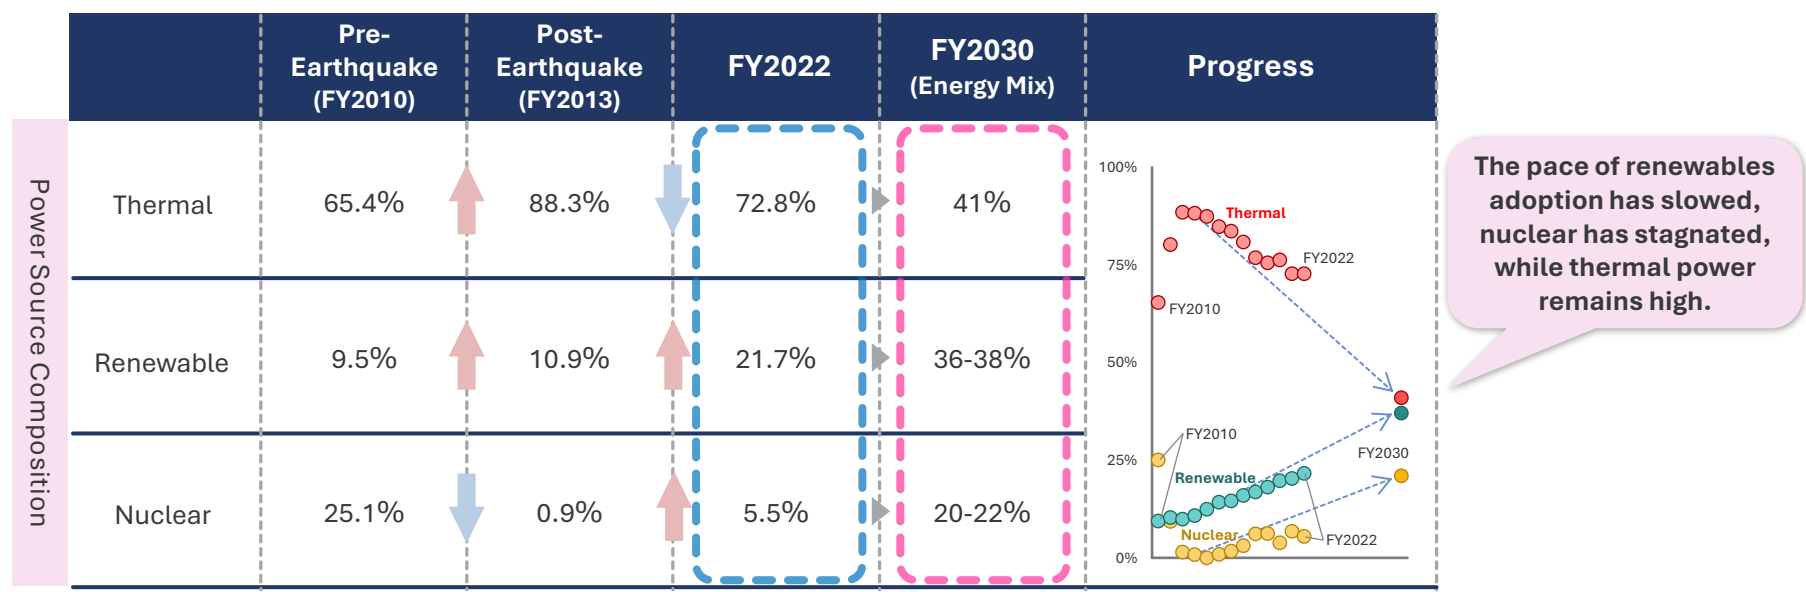 Pre-
Earthquake
(FY2010)
Post-
Earthquake
(FY2013)
FY2022
FY2030
(Energy Mix)
Progress
Power Source Composition
Thermal
65.4%
88.3%
72.8%
41%
Renewable
9.5%
10.9%
21.7%
36-38%
Nuclear
25.1%
0.9%
5.5%
20-22%
100%
75%
50%
25%
0%
Thermal
FY2022
FY2010
FY2010
FY2030
Renewable
Nuclear
FY2022
The pace of renewables
adoption has slowed,
nuclear has stagnated,
while thermal power
remains high.